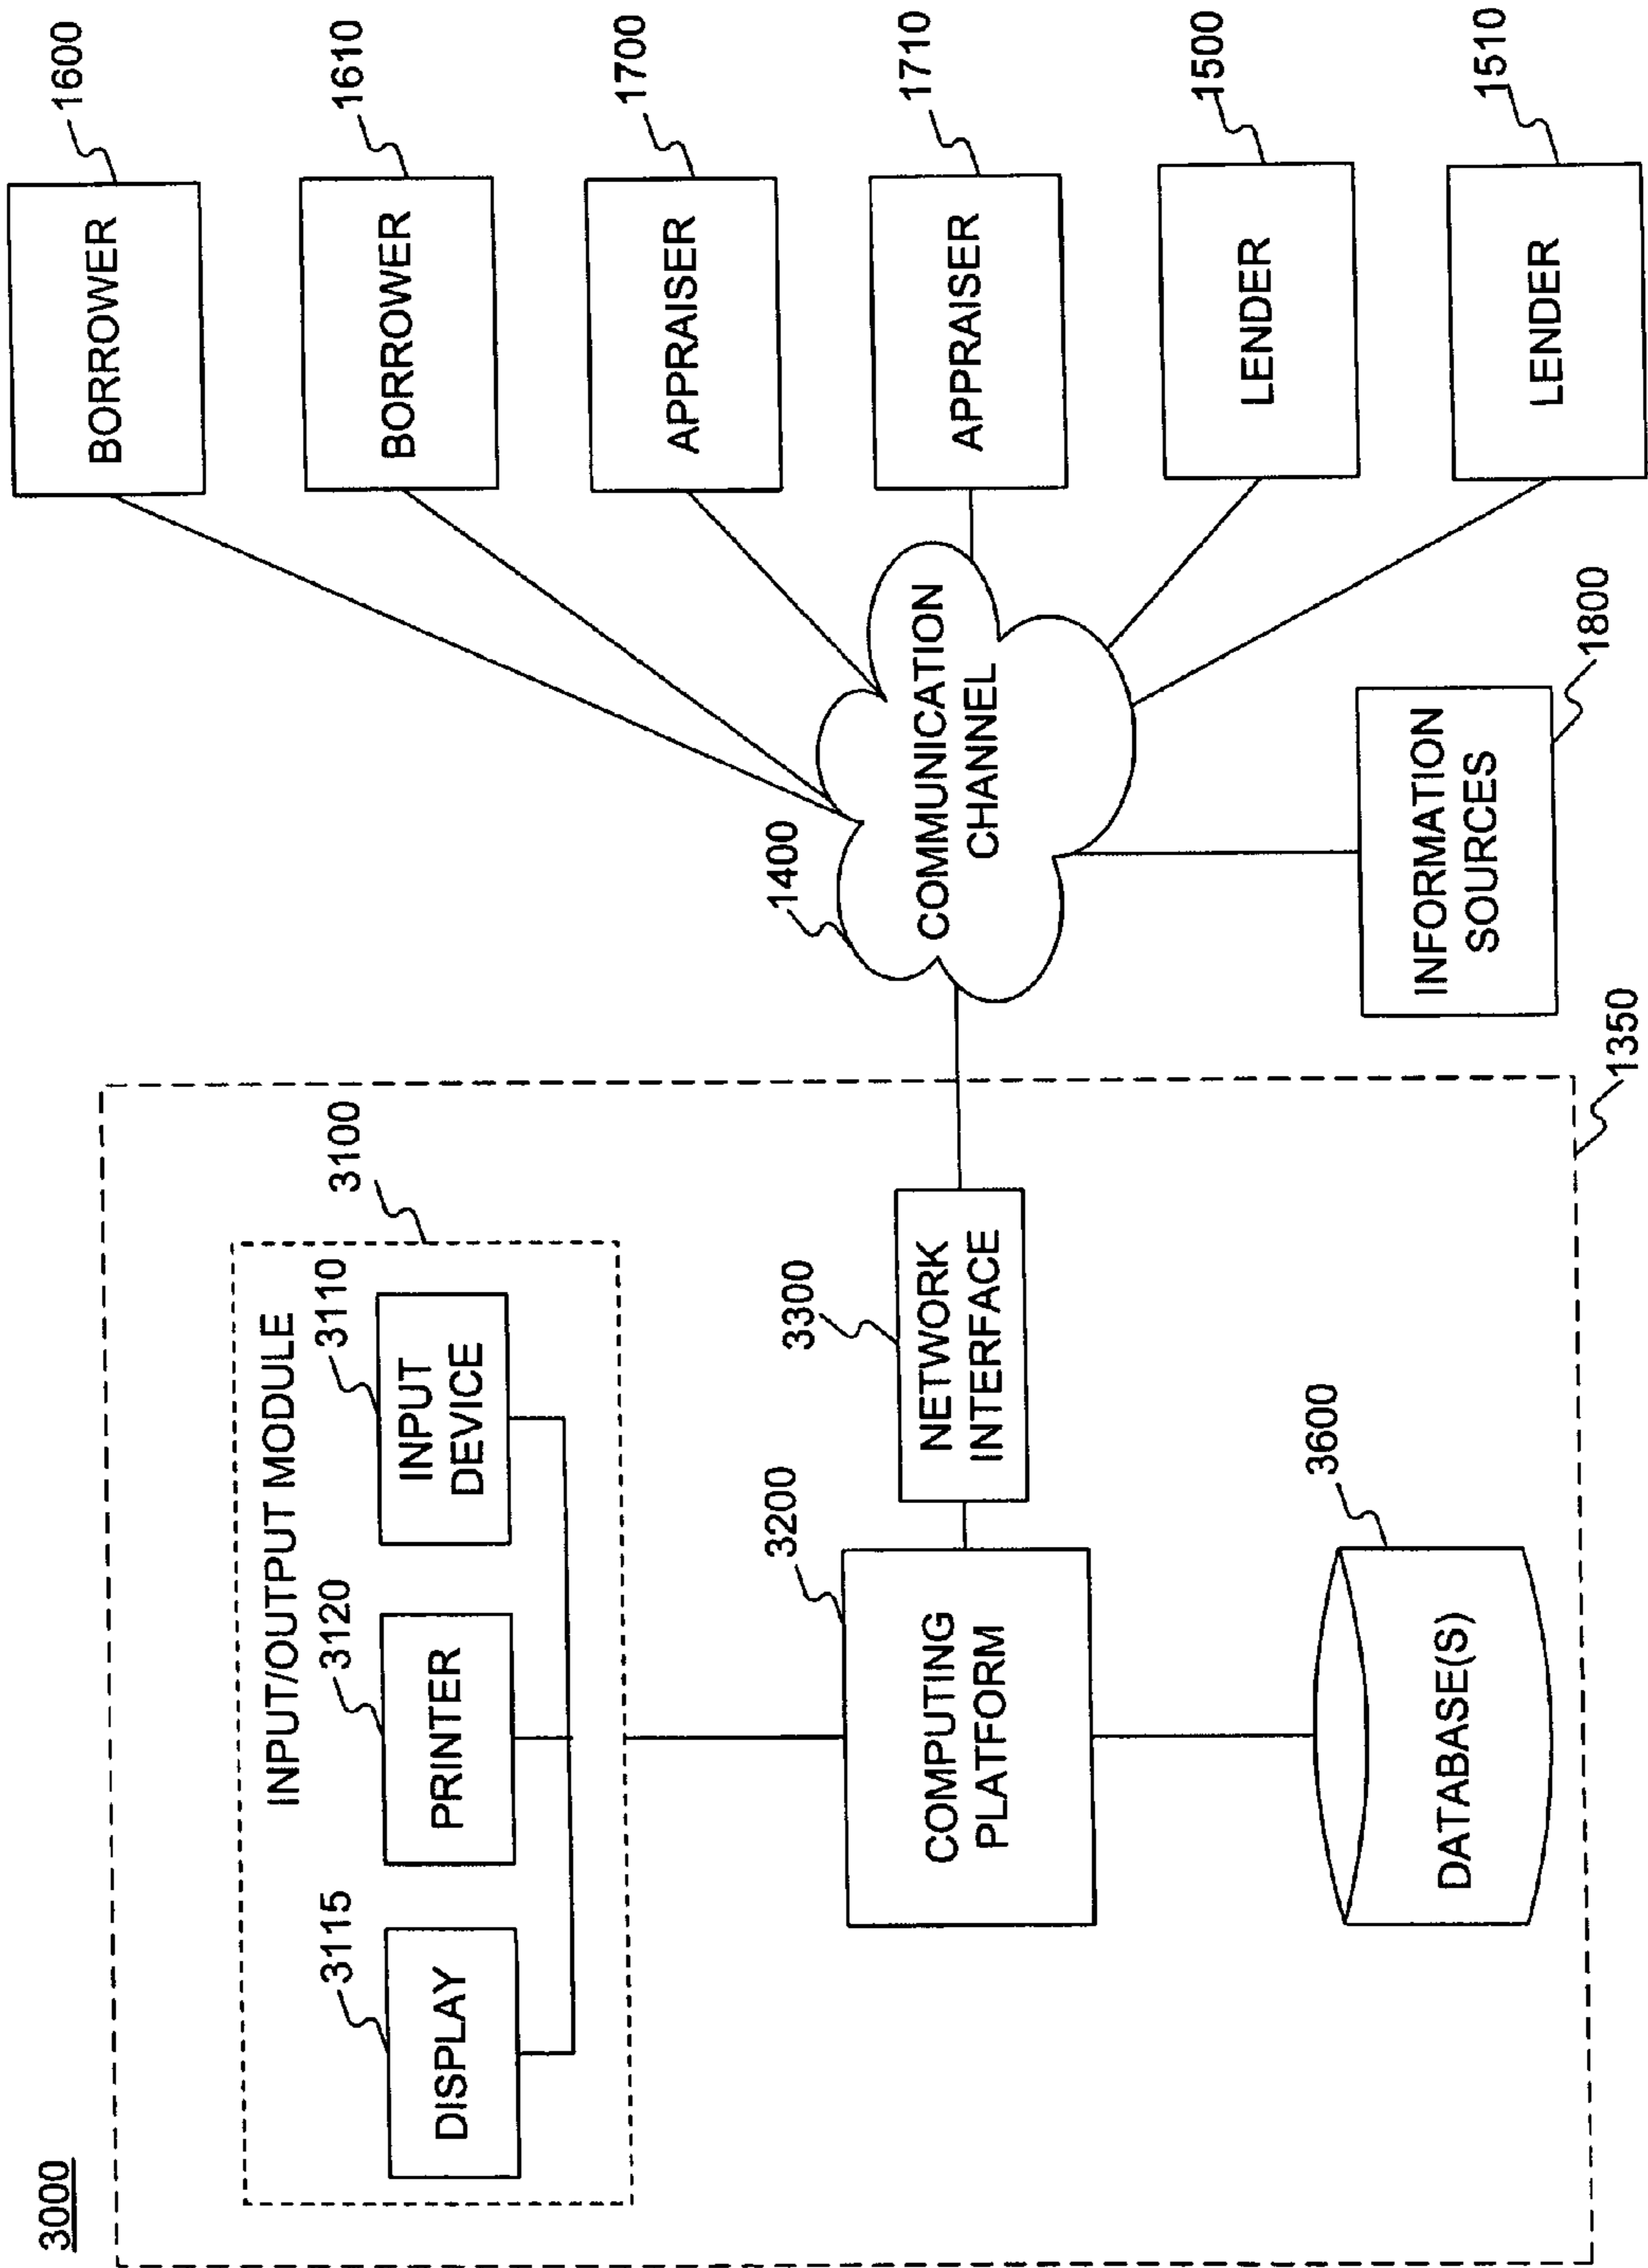 3000
INPUT/OUTPUT MODULE
3100
3115
3120
3110
DISPLAY
PRINTER
INPUT
DEVICE
3200
COMPUTING
PLATFORM
3300
NETWORK
INTERFACE
3600
DATABASE(S)
1350
1400
COMMUNICATION
CHANNEL
INFORMATION
SOURCES
1800
BORROWER
1600
BORROWER
1610
APPRAISER
1700
APPRAISER
1710
LENDER
1500
LENDER
1510